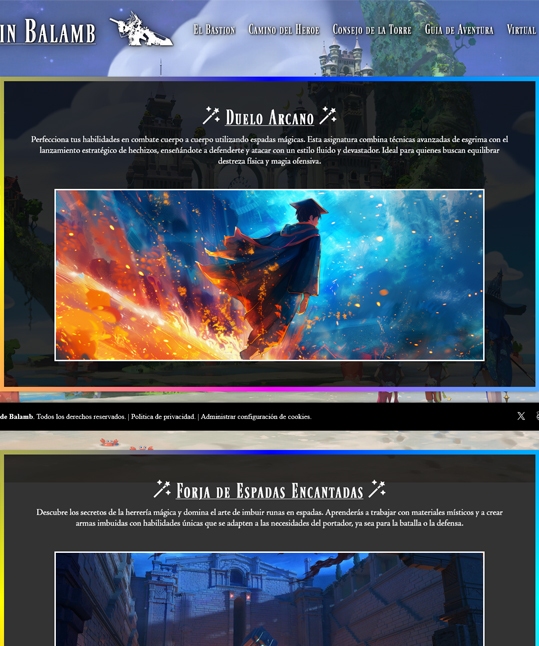 in Balamb
El Bastion Camino del Heroe Consejo de la Torre Guia de Aventura Virtual
Duelo Arcano
Perfecciona tus habilidades en combate cuerpo a cuerpo utilizando espadas mágicas. Esta asignatura combina técnicas avanzadas de esgrima con el
lanzamiento estratégico de hechizos, enseñándote a defenderte y atacar con un estilo fluido y devastador. Ideal para quienes buscan equilibrar
destreza física y magia ofensiva.
de Balamb. Todos los derechos reservados. | Política de privacidad. | Administrar configuración de cookies.
Forja de Espadas Encantadas
Descubre los secretos de la herrería mágica y domina el arte de imbuir runas en espadas. Aprenderás a trabajar con materiales místicos y a crear
armas imbuidas con habilidades únicas que se adapten a las necesidades del portador, ya sea para la batalla o la defensa.